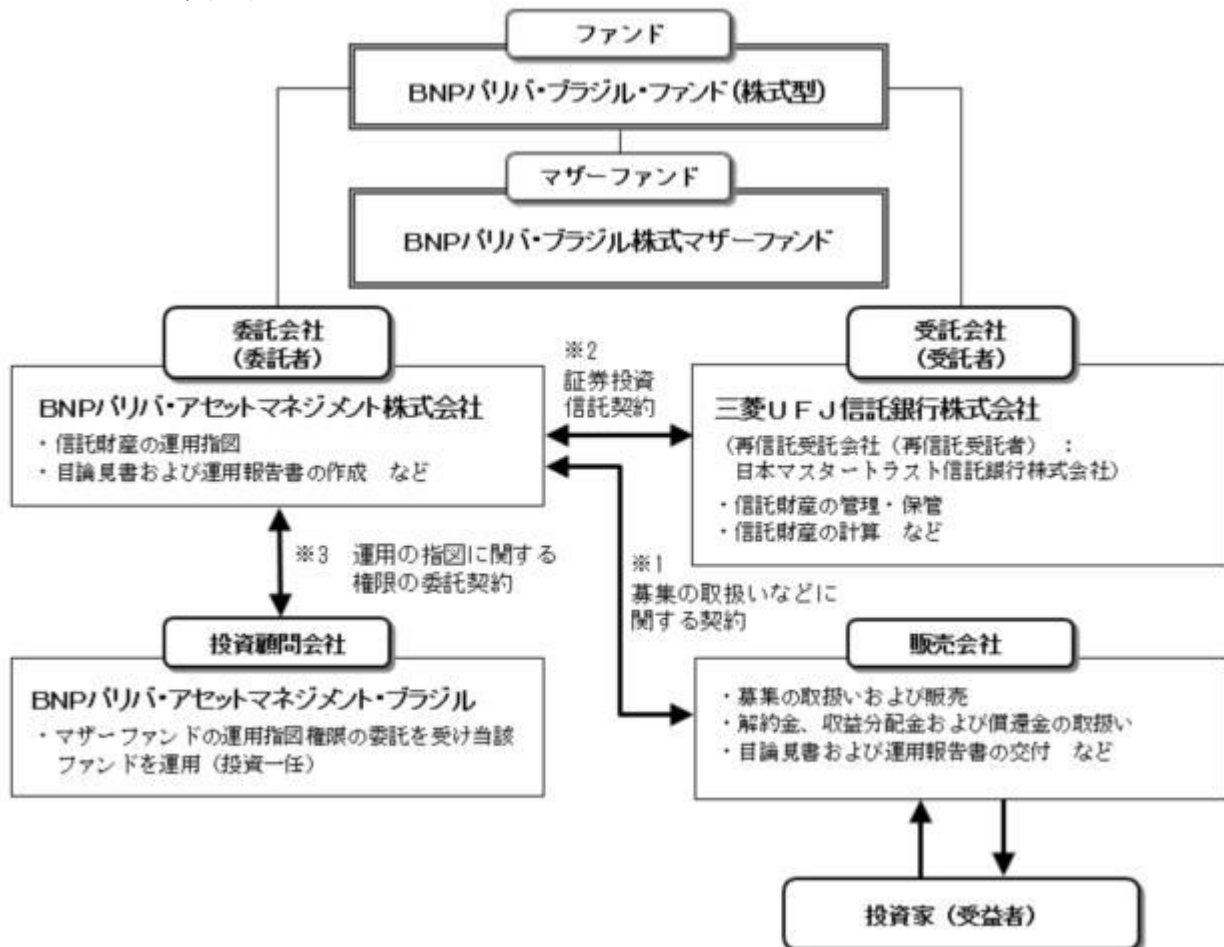 ファンド
BNPパリバ・ブラジル・ファンド(株式型)
マザーファンド
BNPパリバ・ブラジル株式マザーファンド
委託会社
(委託者)
BNPパリバ・アセットマネジメント株式会社
・信託財産の運用指図
・目論見書および運用報告書の作成 など
※2
証券投資
信託契約
受託会社
(受託者)
三菱UFJ信託銀行株式会社
(再信託受託会社(再信託受託者) :
日本マスタートラスト信託銀行株式会社)
・信託財産の管理・保管
・信託財産の計算 など
※3 運用の指図に関する
権限の委託契約
※1
募集の取扱いなどに
関する契約
投資顧問会社
BNPパリバ・アセットマネジメント・ブラジル
・マザーファンドの運用指図権限の委託を受け当該
ファンドを運用(投資一任)
販売会社
・募集の取扱いおよび販売
・解約金、収益分配金および償還金の取扱い
・目論見書および運用報告書の交付 など
投資家(受益者)